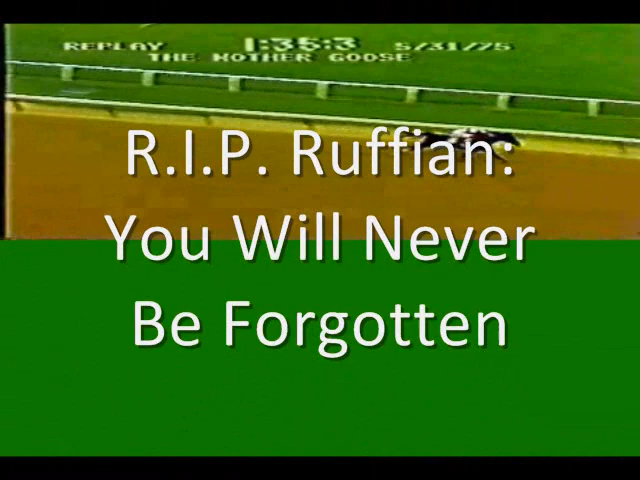 REPLAY 1:35:3 5/31/75
THE MOTHER GOOSE
R.I.P. Ruffian:
You Will Never
Be Forgotten